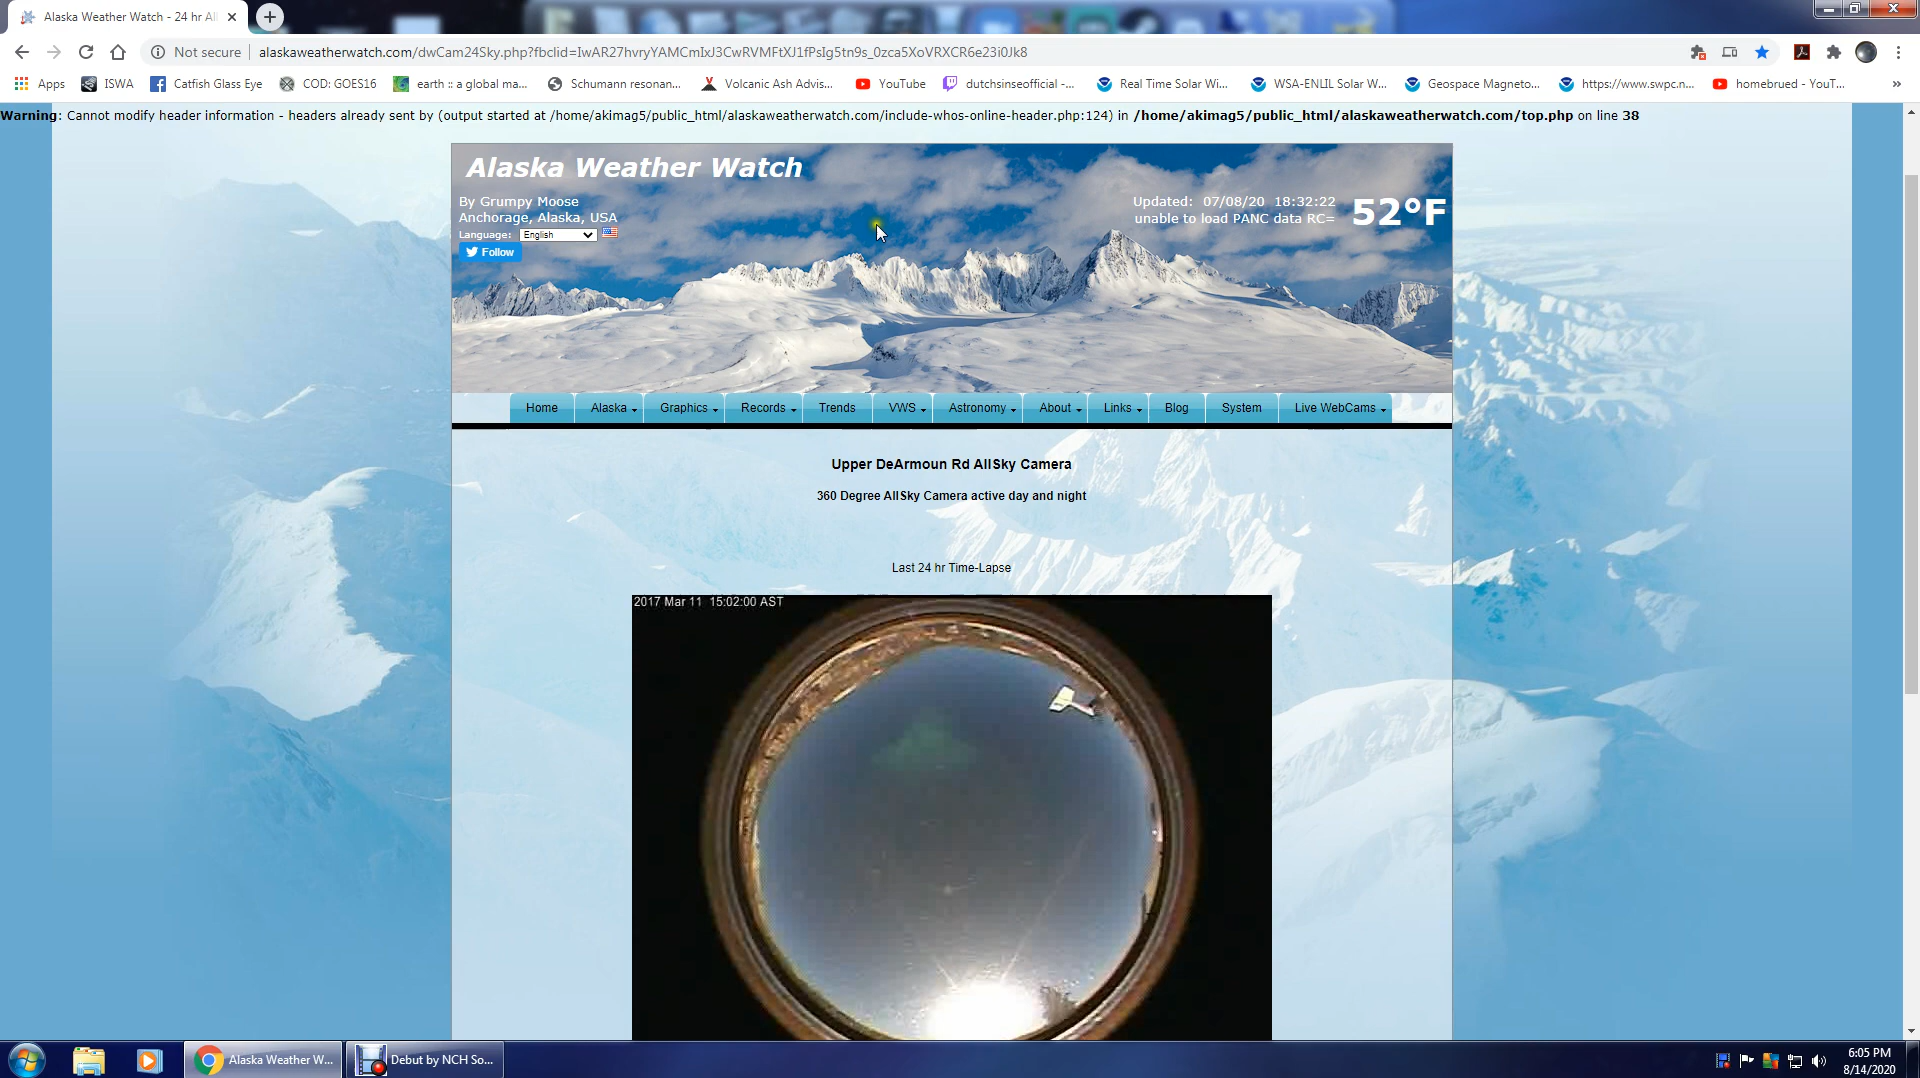 Alaska Weather Watch - 24 hr Al
Not secure
alaskaweatherwatch.com/dwCam24Sky.php?fbclid=IwAR27hvryYAMCmIxJ3CwRVMFtXJ1fPsIg5tn9s_0zca5XoVRXCR6e23i0Jk8
Apps ISWA Catfish Glass Eye COD: GOES16 earth :: a global ma... Schumann resonan... Volcanic Ash Advis... YouTube dutchsinseofficial -... Real Time Solar Wi... WSA-ENLIL Solar W... Geospace Magneto... https://www.swpc.n... homebrued - YouT... »
Warning: Cannot modify header information - headers already sent by (output started at /home/akimag5/public_html/alaskaweatherwatch.com/include-whos-online-header.php:124) in /home/akimag5/public_html/alaskaweatherwatch.com/top.php on line 38
Alaska Weather Watch
By Grumpy Moose
Anchorage, Alaska, USA
Language: English
Follow
Updated: 07/08/20 18:32:22
unable to load PANC data RC=
52°F
Home Alaska Graphics Records Trends VWS Astronomy About Links Blog System Live WebCams
Upper DeArmoun Rd AllSky Camera
360 Degree AllSky Camera active day and night
Last 24 hr Time-Lapse
2017 Mar 11 15:02:00 AST
Alaska Weather W...
Debut by NCH So...
6:05 PM
8/14/2020